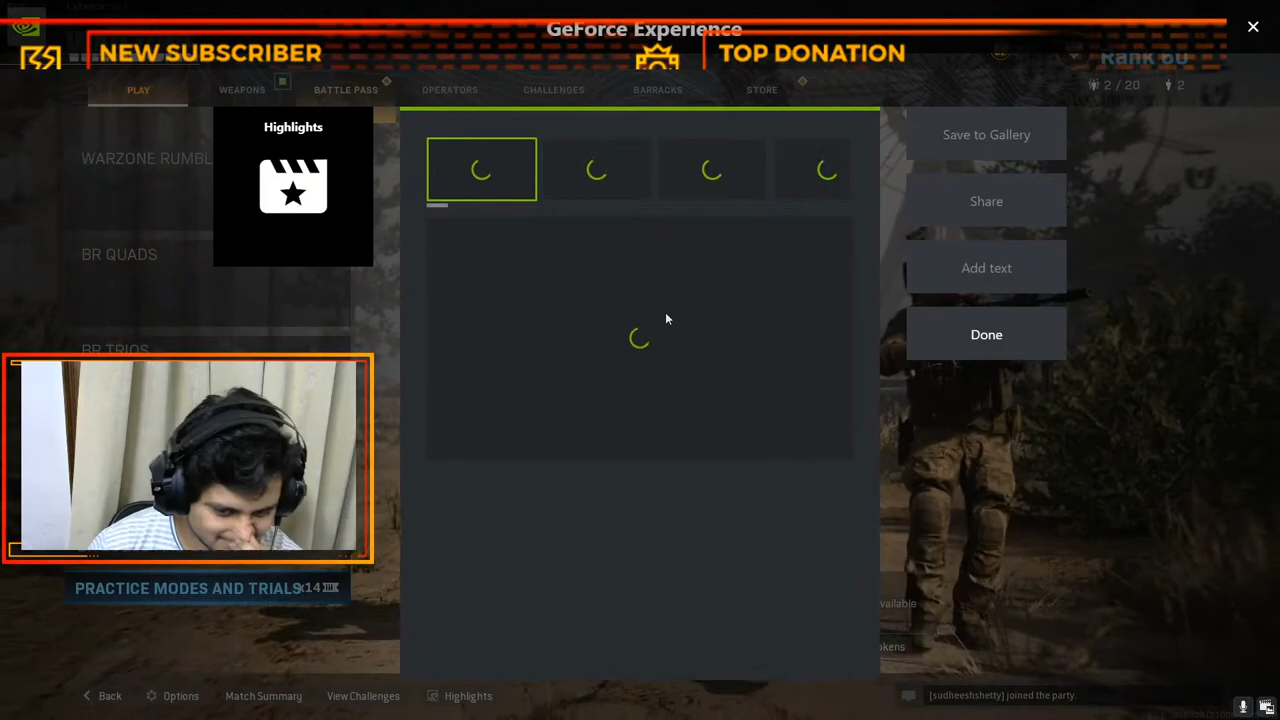 GeForce Experience
NEW SUBSCRIBER
TOP DONATION
Rank 60
2 / 20
2
PLAY
WEAPONS
BATTLE PASS
OPERATORS
CHALLENGES
BARRACKS
STORE
Highlights
WARZONE RUMBL
BR QUADS
BR TRIOS
Save to Gallery
Share
Add text
Done
PRACTICE MODES AND TRIALS
x14
vailable
okens
Back
Options
Match Summary
View Challenges
Highlights
[sudheeshshetty] joined the party.